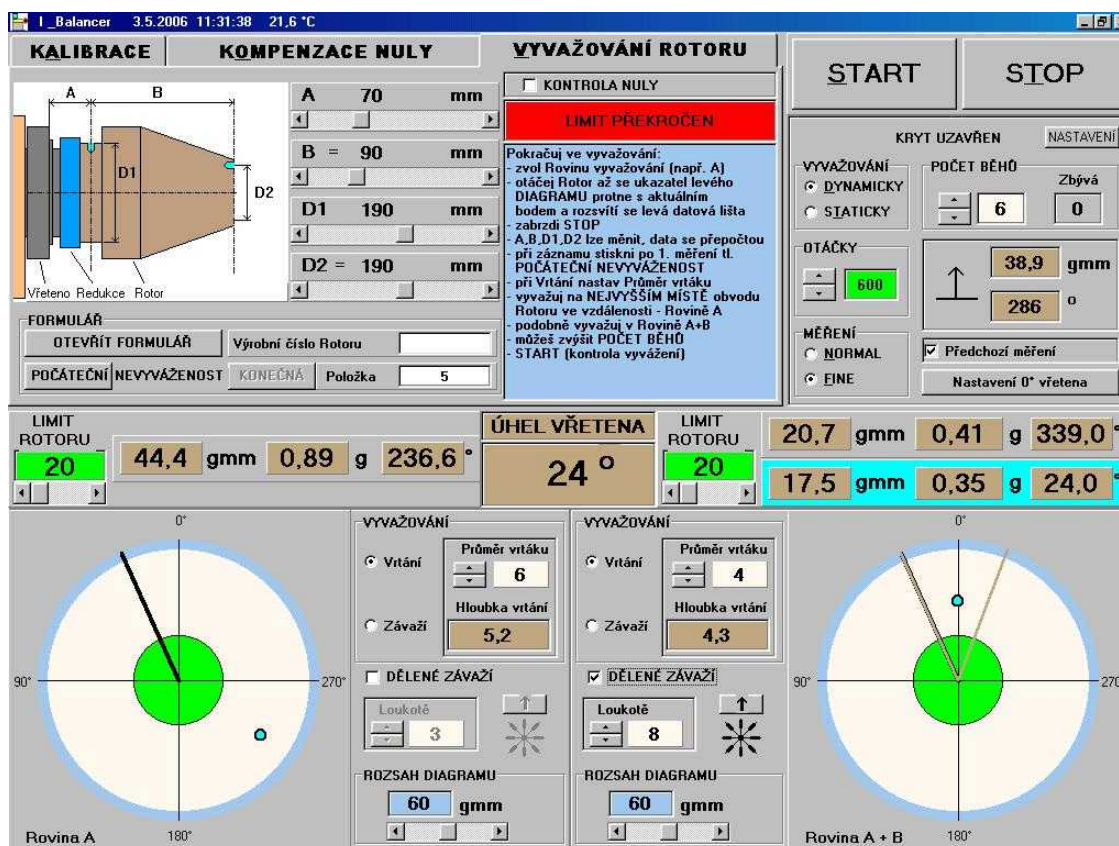 I_Balancer 3.5.2006 11:31:38 21,6 °C
KALIBRACE KOMPENZACE NULY VYVAŽOVÁNÍ ROTORU
START STOP
A B
D1
D2
Vřeteno Redukce Rotor
A 70 mm
B = 90 mm
D1 190 mm
D2 = 190 mm
FORMULÁŘ
OTEVŘÍT FORMULÁŘ Výrobní číslo Rotoru
POČÁTEČNÍ NEVYVÁŽENOST KONEČNÁ Položka 5
KONTROLA NULY
LIMIT PŘEKROČEN
Pokračuj ve vyvažování:
- zvol Rovinu vyvažování (např. A)
- otáčej Rotor až se ukazatel levého
DIAGRAMU protne s aktuálním
bodem a rozsvítí se levá datová lišta
- zabrzdi STOP
- A,B,D1,D2 lze měnit, data se přepočtou
- při záznamu stiskni po 1. měření tl.
POČÁTEČNÍ NEVYVÁŽENOST
- při Vrtání nastav Průměr vrtáku
- vyvažuj na NEJVYŠŠÍM MÍSTĚ obvodu
Rotoru ve vzdálenosti - Rovině A
- podobně vyvažuj v Rovině A+B
- můžeš zvýšit POČET BĚHŮ
- START (kontrola vyvážení)
KRYT UZAVŘEN NASTAVENÍ
VYVAŽOVÁNÍ
DYNAMICKY
STATICKY
POČET BĚHŮ
Zbývá
6 0
OTÁČKY
600
38,9 gmm
286 °
MĚŘENÍ
NORMAL
FINE
Předchozí měření
Nastavení 0° vřetena
LIMIT
ROTORU
20
44,4 gmm 0,89 g 236,6 °
ÚHEL VŘETENA
24 °
LIMIT
ROTORU
20
20,7 gmm 0,41 g 339,0 °
17,5 gmm 0,35 g 24,0 °
0°
90°
270°
180°
Rovina A
VYVAŽOVÁNÍ
Vrtání
Průměr vrtáku
6
Hloubka vrtání
Závaží
5,2
DĚLENÉ ZÁVAŽÍ
Loukotě
3
ROZSAH DIAGRAMU
60 gmm
VYVAŽOVÁNÍ
Vrtání
Průměr vrtáku
4
Hloubka vrtání
Závaží
4,3
DĚLENÉ ZÁVAŽÍ
Loukotě
8
ROZSAH DIAGRAMU
60 gmm
0°
90°
270°
180°
Rovina A + B